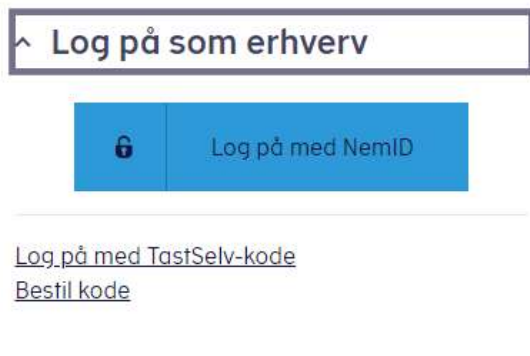 Log på som erhverv
Log på med NemID
Log på med TastSelv-kode
Bestil kode